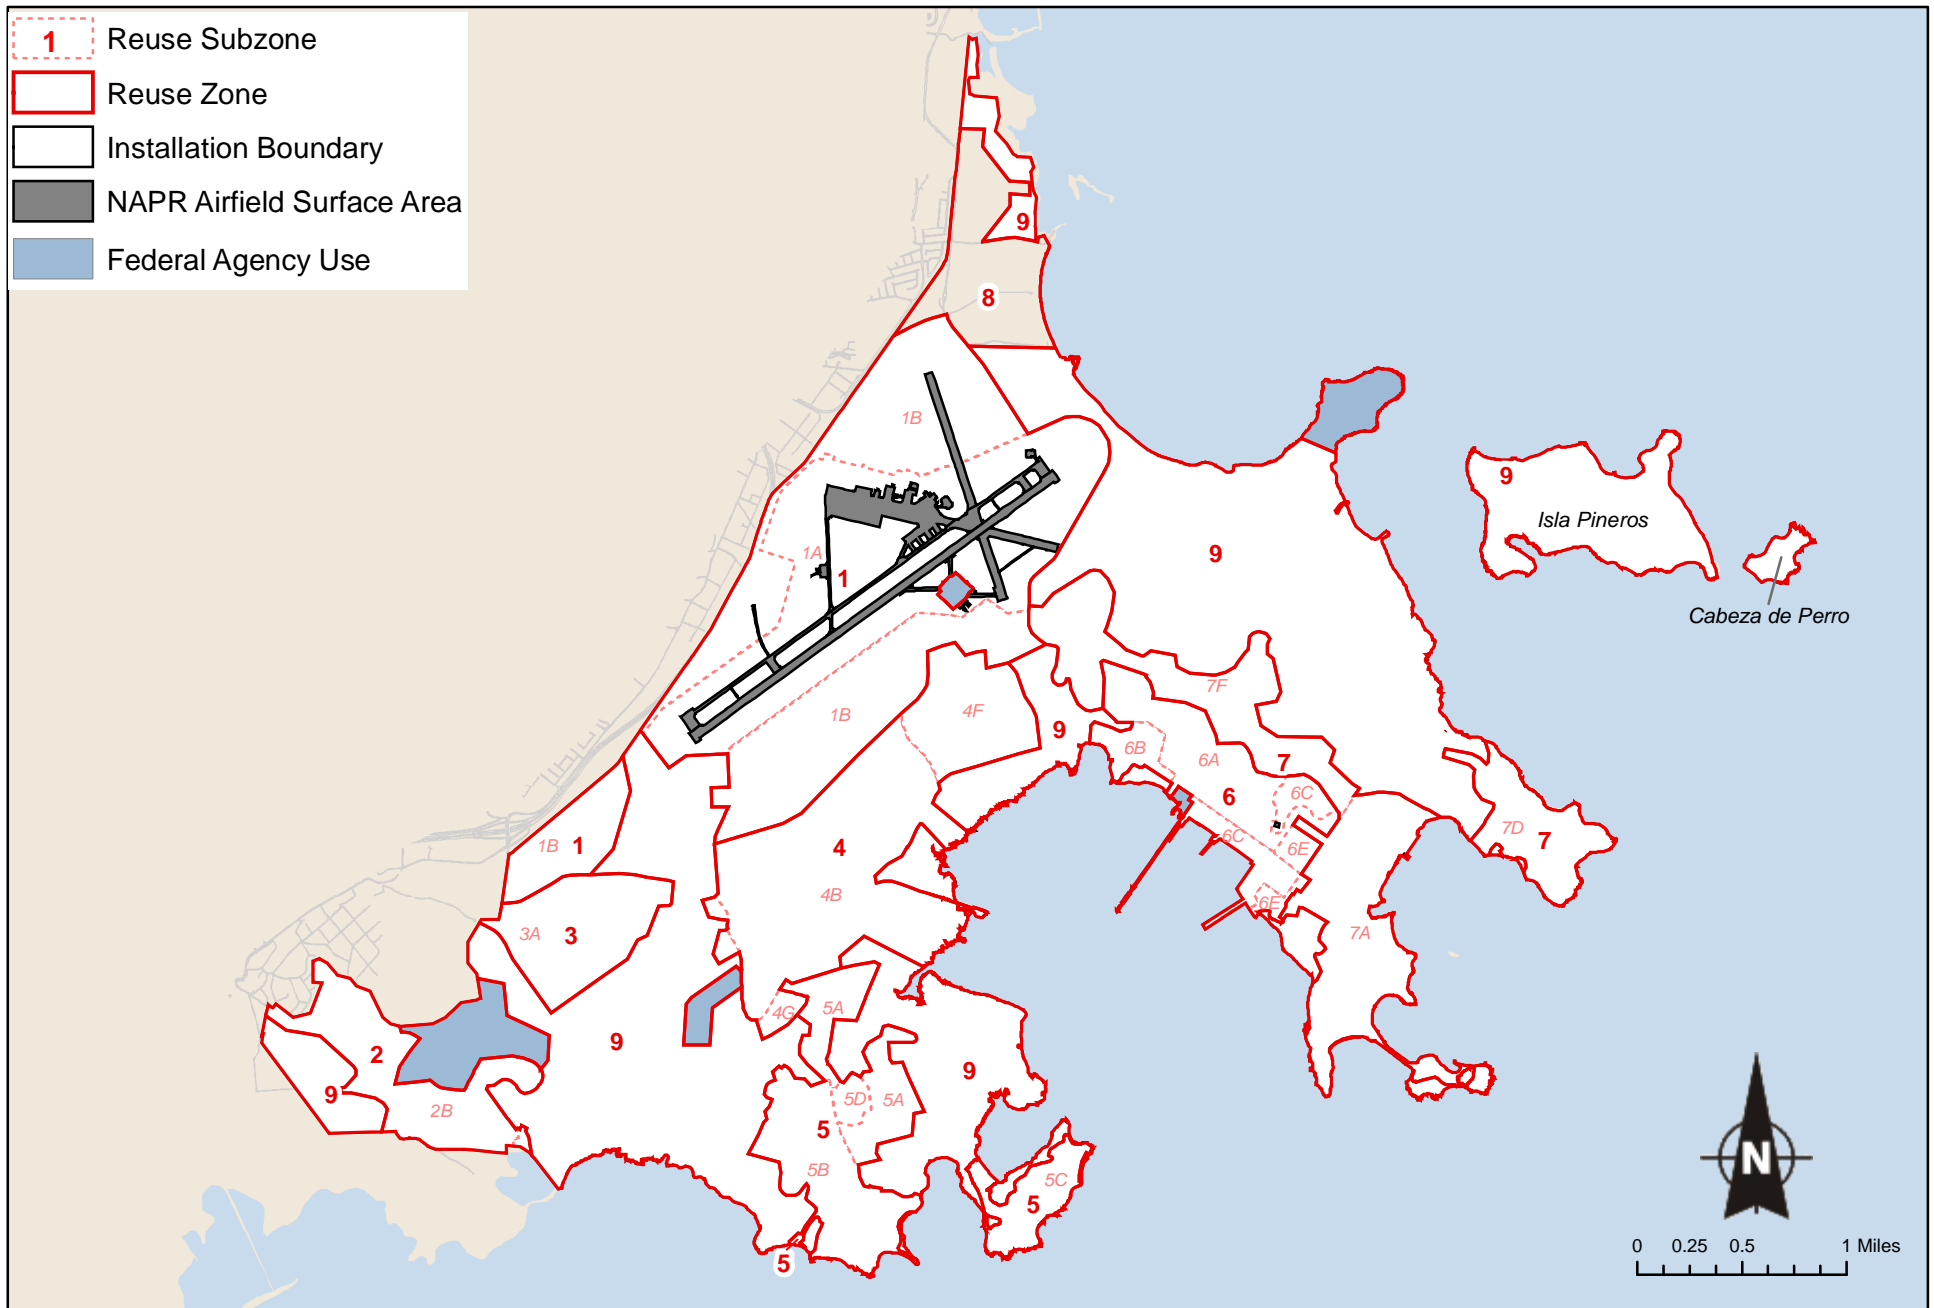 1 Reuse Subzone
Reuse Zone
Installation Boundary
NAPR Airfield Surface Area
Federal Agency Use
9
8
1B
9
Isla Pineros
9
1A
1
Cabeza de Perro
7F
1B
4F
9
6B
6A
7
6C
6
7D
7
6C
6E
1B
1
4
4B
6E
3A
3
7A
4G
5A
9
2
9
5D
5A
9
2B
5
5B
5C
5
5
N
0 0.25 0.5 1 Miles